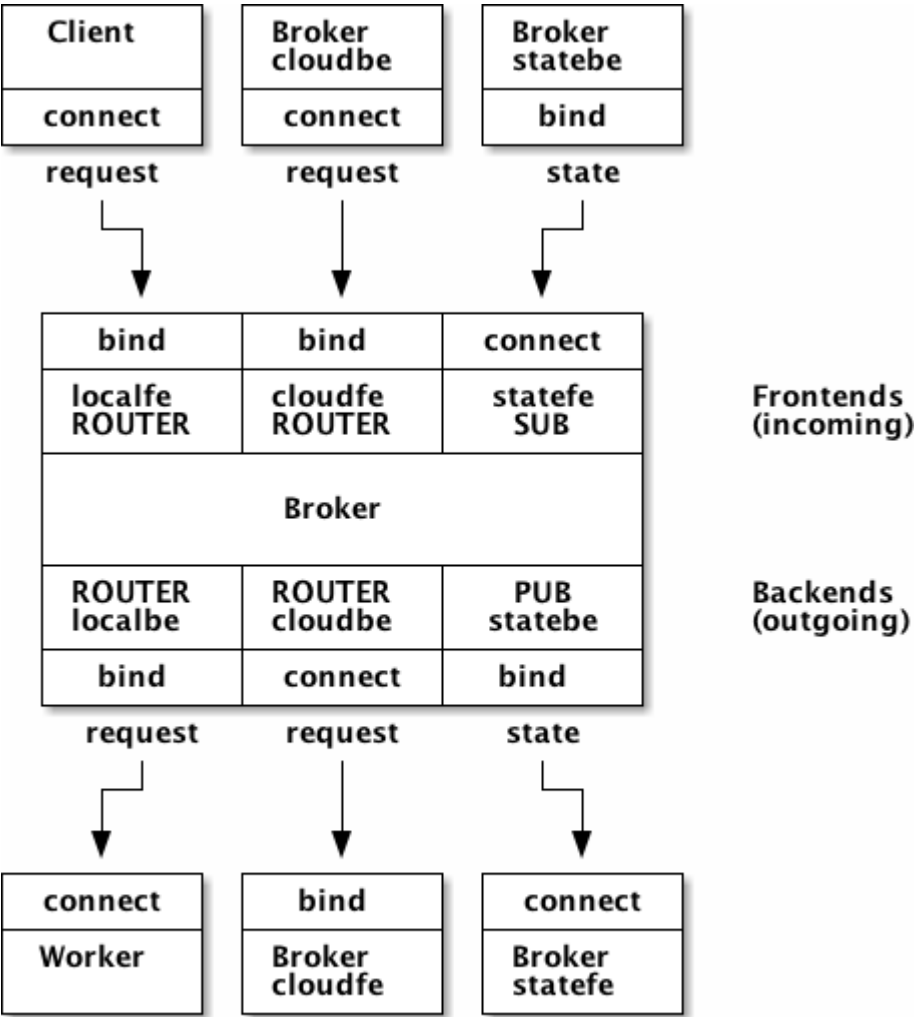 Client
Broker
cloudbe
Broker
statebe
connect
connect
bind
request
request
state
bind
bind
connect
localfe
ROUTER
cloudfe
ROUTER
statefe
SUB
Frontends
(incoming)
Broker
ROUTER
localbe
ROUTER
cloudbe
PUB
statebe
Backends
(outgoing)
bind
connect
bind
request
request
state
connect
bind
connect
Worker
Broker
cloudfe
Broker
statefe